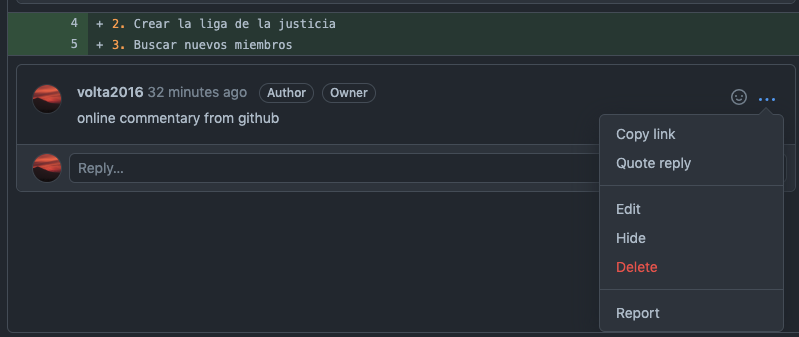 4 + 2. Crear la liga de la justicia
5 + 3. Buscar nuevos miembros
volta2016 32 minutes ago Author Owner
online commentary from github
Copy link
Reply...
Quote reply
Edit
Hide
Delete
Report